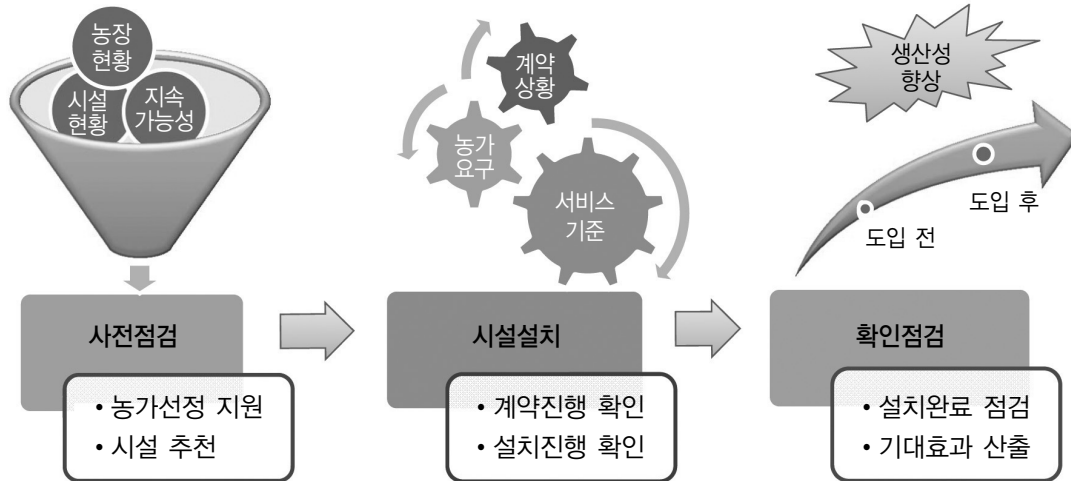 농장
현황
시설
현황
지속
가능성
계약
상황
농가
요구
서비스
기준
생산성
향상
도입 전
도입 후
사전점검
• 농가선정 지원
• 시설 추천
시설설치
• 계약진행 확인
• 설치진행 확인
확인점검
• 설치완료 점검
• 기대효과 산출